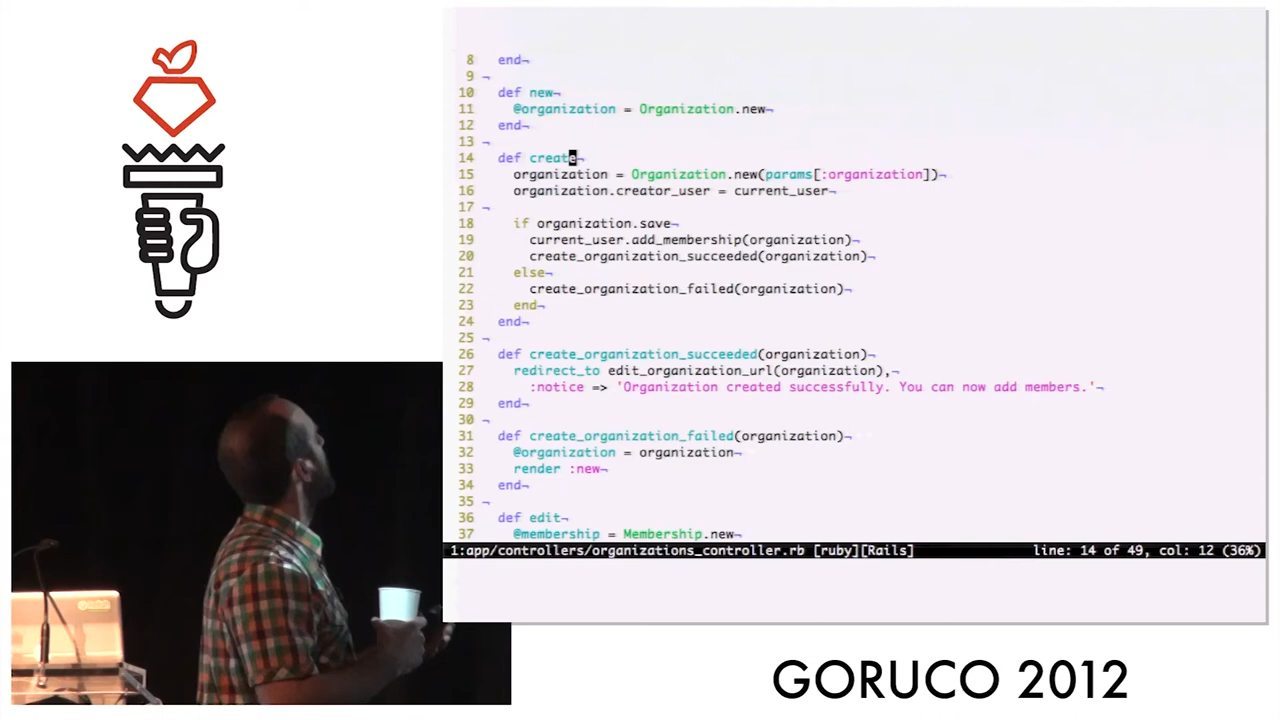 8 end¬
9 ¬
10 def new¬
11 @organization = Organization.new¬
12 end¬
13 ¬
14 def create¬
15 organization = Organization.new(params[:organization])¬
16 organization.creator_user = current_user¬
17 ¬
18 if organization.save¬
19 current_user.add_membership(organization)¬
20 create_organization_succeeded(organization)¬
21 else¬
22 create_organization_failed(organization)¬
23 end¬
24 end¬
25 ¬
26 def create_organization_succeeded(organization)¬
27 redirect_to edit_organization_url(organization),¬
28 :notice => 'Organization created successfully. You can now add members.'¬
29 end¬
30 ¬
31 def create_organization_failed(organization)¬
32 @organization = organization¬
33 render :new¬
34 end¬
35 ¬
36 def edit¬
37 @membership = Membership.new¬
1:app/controllers/organizations_controller.rb [ruby][Rails] line: 14 of 49, col: 12 (36%)
GORUCO 2012